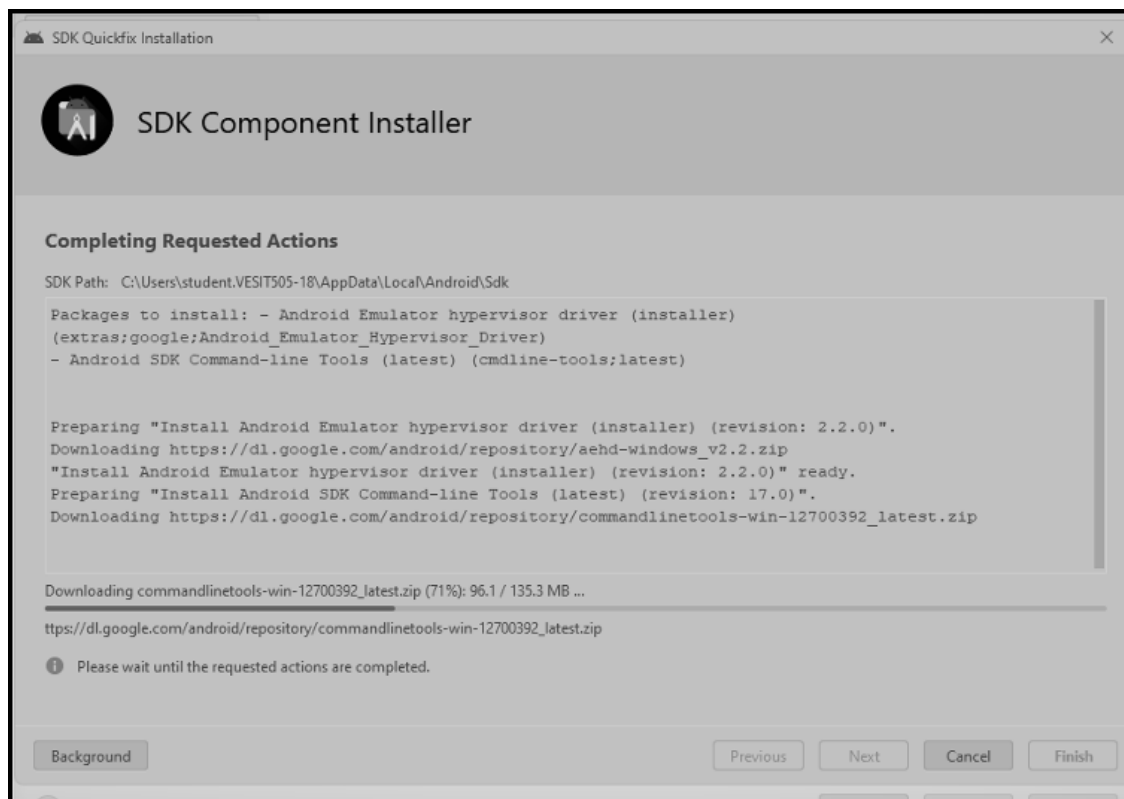 SDK Quickfix Installation
SDK Component Installer
Completing Requested Actions
SDK Path: C:\Users\student.VESIT505-18\AppData\Local\Android\Sdk
Packages to install: - Android Emulator hypervisor driver (installer)
(extras;google;Android_Emulator_Hypervisor_Driver)
- Android SDK Command-line Tools (latest) (cmdline-tools;latest)
Preparing "Install Android Emulator hypervisor driver (installer) (revision: 2.2.0)".
Downloading https://dl.google.com/android/repository/aehd-windows_v2.2.zip
"Install Android Emulator hypervisor driver (installer) (revision: 2.2.0)" ready.
Preparing "Install Android SDK Command-line Tools (latest) (revision: 17.0)".
Downloading https://dl.google.com/android/repository/commandlinetools-win-12700392_latest.zip
Downloading commandlinetools-win-12700392_latest.zip (71%): 96.1 / 135.3 MB ...
ttps://dl.google.com/android/repository/commandlinetools-win-12700392_latest.zip
Please wait until the requested actions are completed.
Background Previous Next Cancel Finish